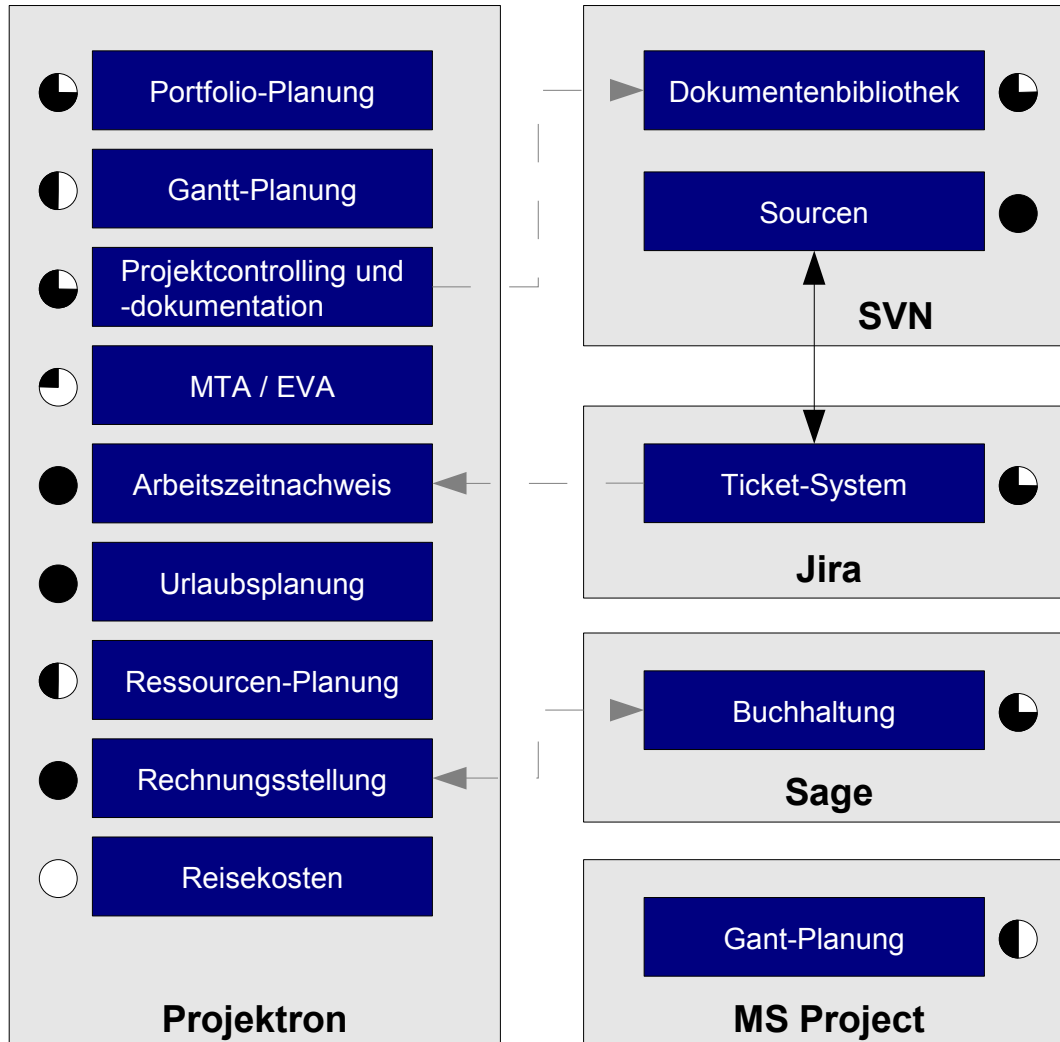 Portfolio-Planung
Gantt-Planung
Projektcontrolling und
-dokumentation
MTA / EVA
Arbeitszeitnachweis
Urlaubsplanung
Ressourcen-Planung
Rechnungsstellung
Reisekosten
Projektron
Dokumentenbibliothek
Sourcen
SVN
Ticket-System
Jira
Buchhaltung
Sage
Gant-Planung
MS Project